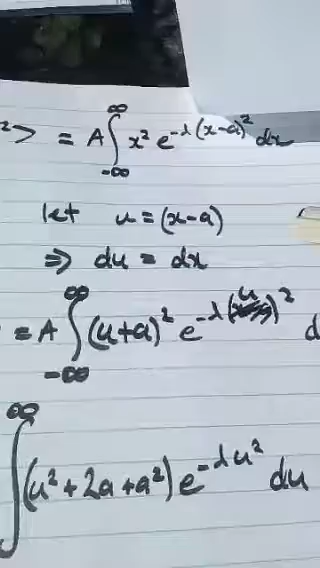 ²> = A ∫_{-∞}^{∞} x² e^{-λ(x-a)²} dx
let u = (x-a)
⇒ du = dx
= A ∫_{-∞}^{∞} (u+a)² e^{-λ(u)²} d
∫^{∞} (u² + 2a + a²) e^{-λu²} du